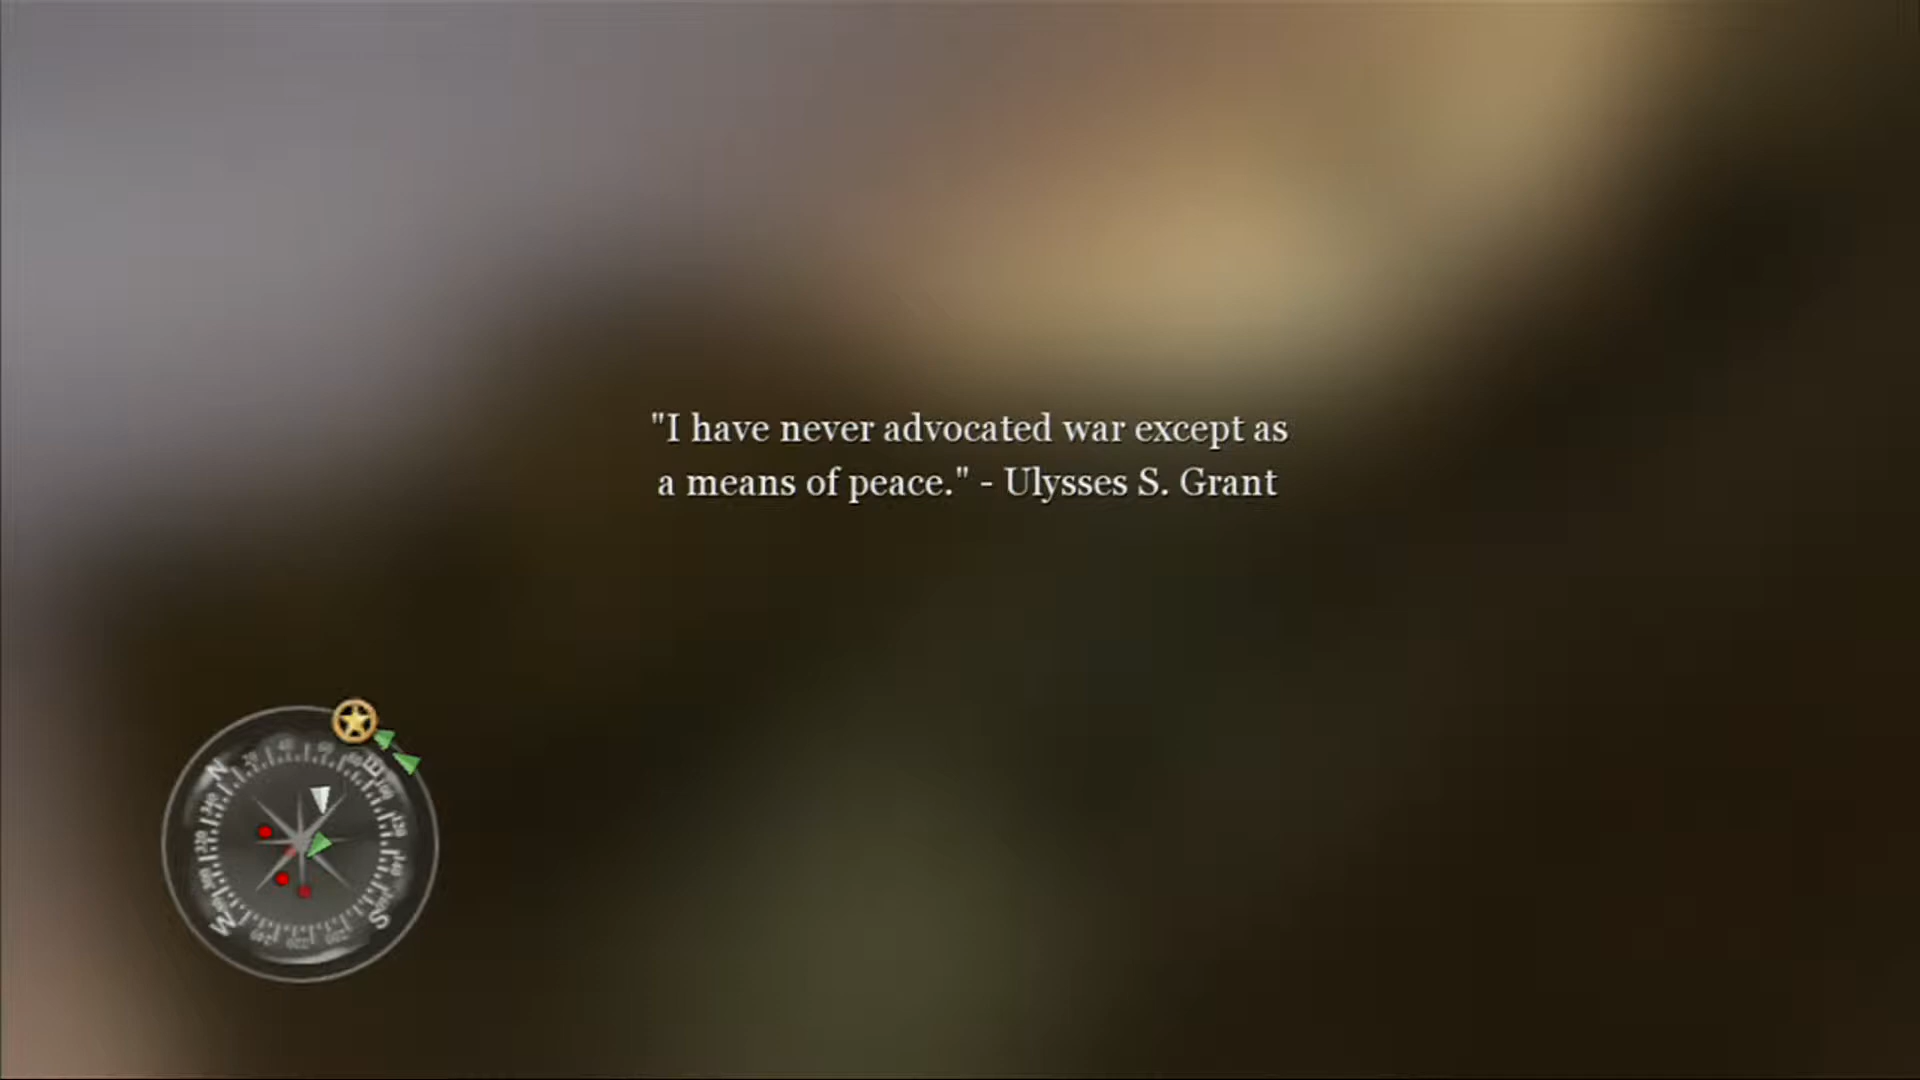 "I have never advocated war except as
a means of peace." - Ulysses S. Grant
N
E
S
W